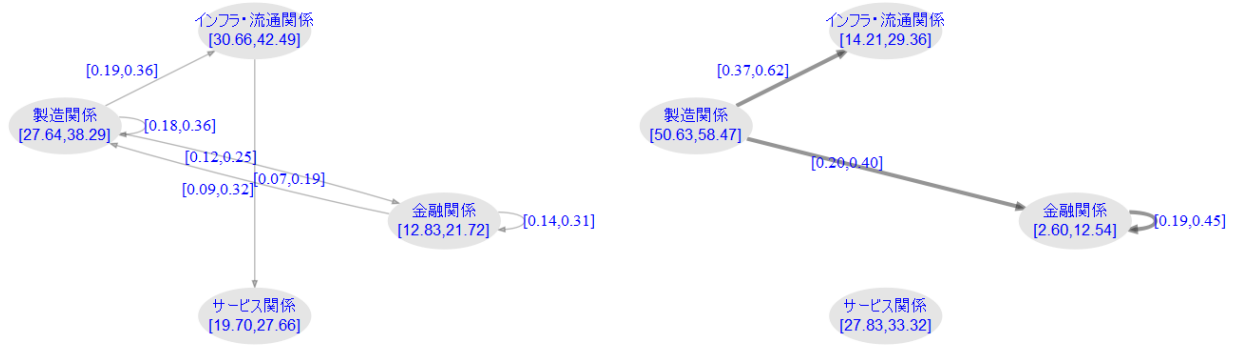 インフラ・流通関係
[30.66,42.49]
[0.19,0.36]
製造関係
[27.64,38.29]
[0.18,0.36]
[0.12,0.25]
[0.07,0.19]
[0.09,0.32]
金融関係
[12.83,21.72]
[0.14,0.31]
サービス関係
[19.70,27.66]
インフラ・流通関係
[14.21,29.36]
[0.37,0.62]
製造関係
[50.63,58.47]
[0.20,0.40]
金融関係
[2.60,12.54]
[0.19,0.45]
サービス関係
[27.83,33.32]